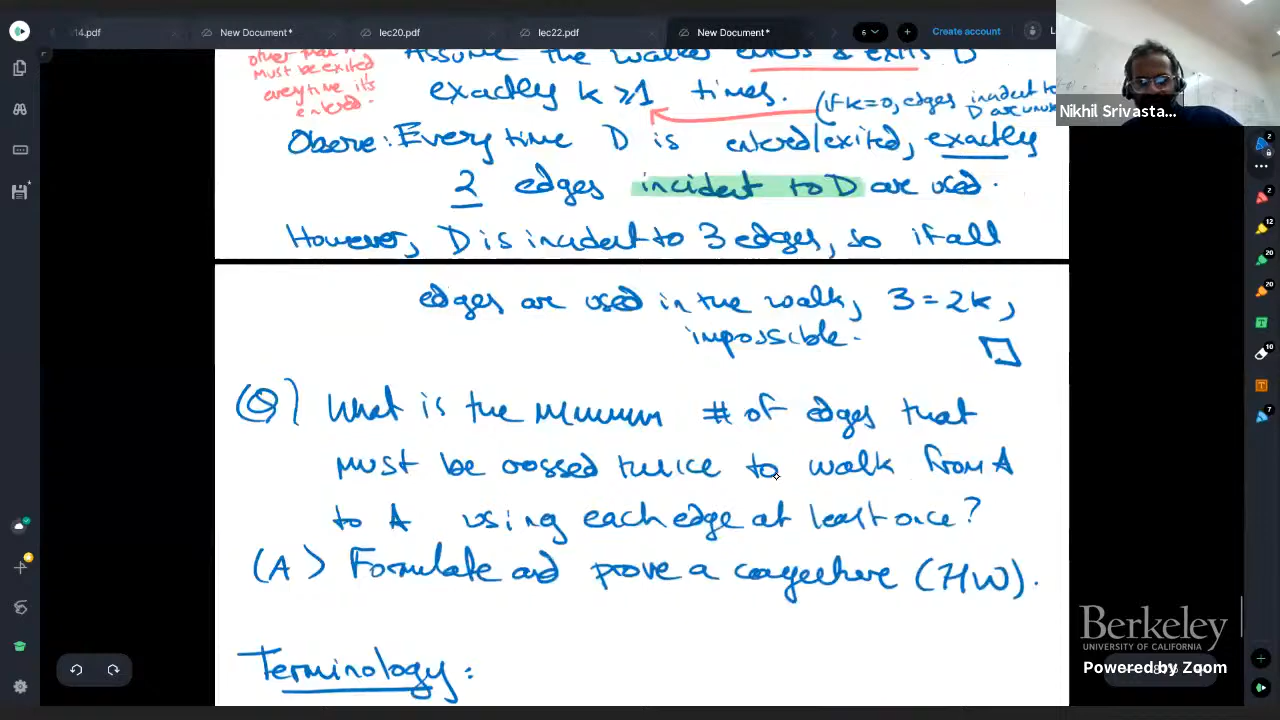 14.pdf
New Document*
lec20.pdf
lec22.pdf
New Document*
6
Create account
Nikhil Srivasta...
other than A
must be exited
every time it's
entered.
Assume the walker enters & exits D
exactly k ≥ 1 times.
(if k=0, edges incident to
D are unused
Observe: Every time D is entered/exited, exactly
2 edges incident to D are used.
However, D is incident to 3 edges, so if all
edges are used in the walk, 3 = 2k,
impossible.
(Q) What is the minimum # of edges that
must be crossed twice to walk from A
to A using each edge at least once?
(A) Formulate and prove a conjecture (HW).
Terminology:
Berkeley
UNIVERSITY OF CALIFORNIA
Powered by Zoom